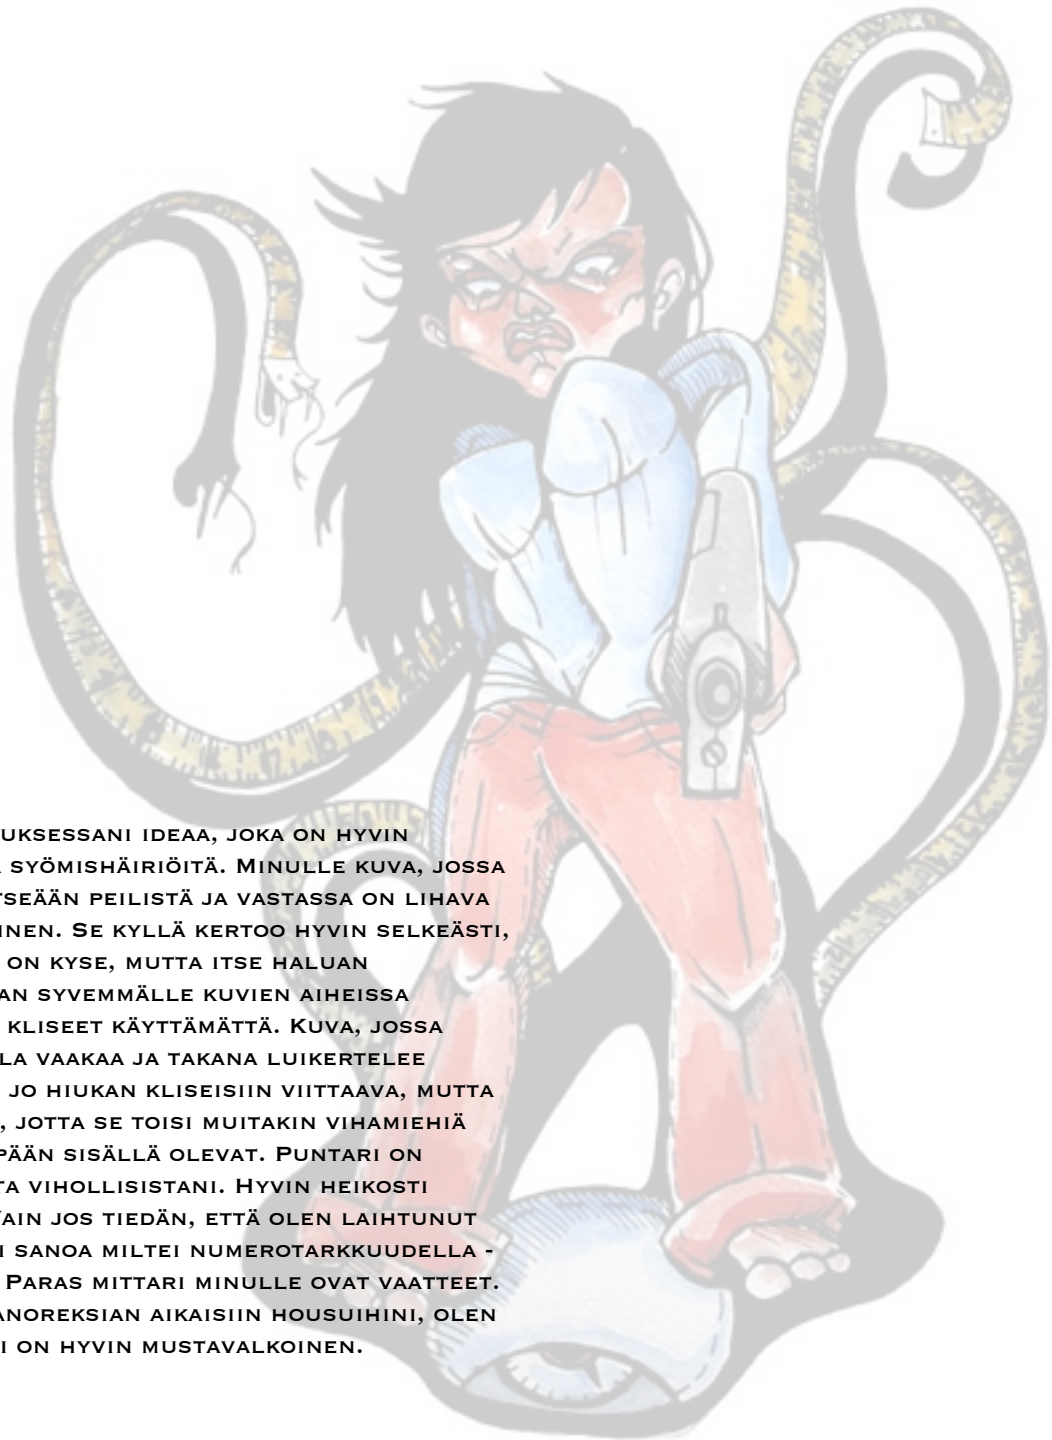 UKSESSANI IDEAA, JOKA ON HYVIN
SYÖMISHÄIRIÖITÄ. MINULLE KUVA, JOSSA
TSEÄÄN PEILISTÄ JA VASTASSA ON LIHAVA
INEN. SE KYLLÄ KERTOO HYVIN SELKEÄSTI,
ON KYSE, MUTTA ITSE HALUAN
AN SYVEMMÄLLE KUVIEN AIHEISSA
KLISEET KÄYTTÄMÄTTÄ. KUVA, JOSSA
LA VAAKAA JA TAKANA LUIKERTELEE
JO HIUKAN KLISEISIIN VIITTAAVA, MUTTA
, JOTTA SE TOISI MUITAKIN VIHAMIEHIÄ
PÄÄN SISÄLLÄ OLEVAT. PUNTARI ON
TA VIHOLLISISTANI. HYVIN HEIKOSTI
VAIN JOS TIEDÄN, ETTÄ OLEN LAIHTUNUT
I SANOA MILTEI NUMEROTARKKUUDELLA -
PARAS MITTARI MINULLE OVAT VAATTEET.
ANOREKSIAN AIKAISIIN HOUSUIHINI, OLEN
I ON HYVIN MUSTAVALKOINEN.